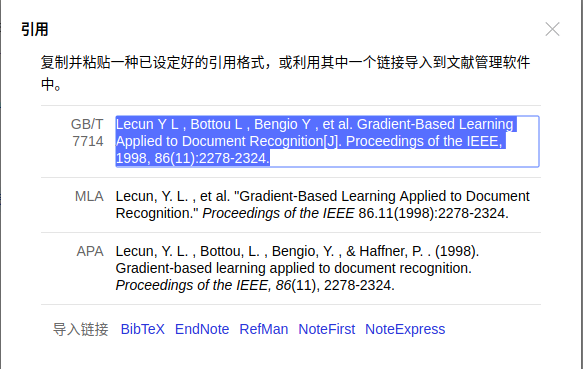 引用
复制并粘贴一种已设定好的引用格式，或利用其中一个链接导入到文献管理软件
中。
GB/T 7714
Lecun Y L , Bottou L , Bengio Y , et al. Gradient-Based Learning
Applied to Document Recognition[J]. Proceedings of the IEEE,
1998, 86(11):2278-2324.
MLA
Lecun, Y. L. , et al. "Gradient-Based Learning Applied to Document
Recognition." Proceedings of the IEEE 86.11(1998):2278-2324.
APA
Lecun, Y. L. , Bottou, L. , Bengio, Y. , & Haffner, P. . (1998).
Gradient-based learning applied to document recognition.
Proceedings of the IEEE, 86(11), 2278-2324.
导入链接 BibTeX EndNote RefMan NoteFirst NoteExpress